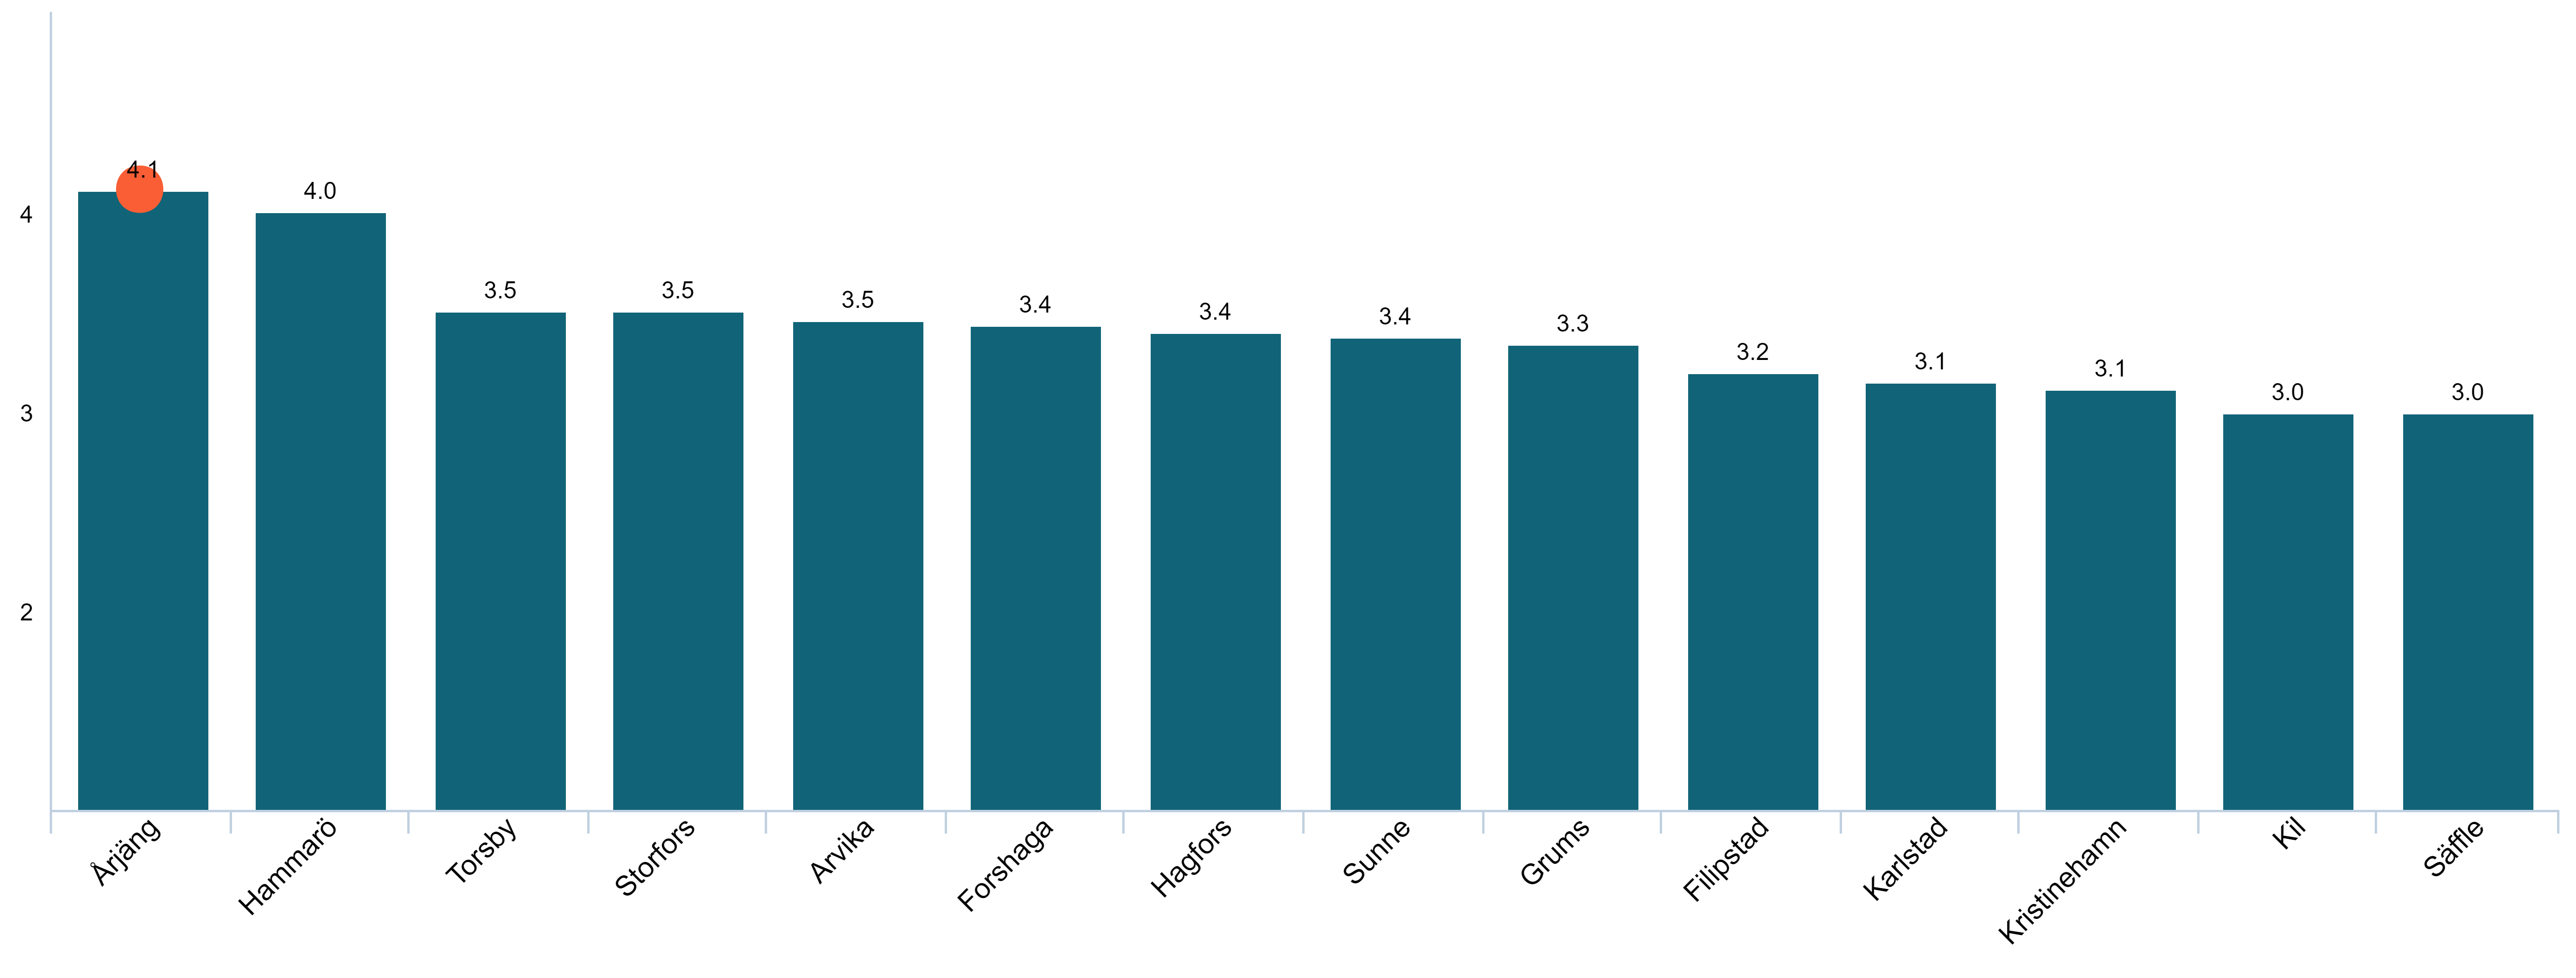 4.1
4.0
3.5
3.5
3.5
3.4
3.4
3.4
3.3
3.2
3.1
3.1
3.0
3.0
4
3
2
Årjäng
Hammarö
Torsby
Storfors
Arvika
Forshaga
Hagfors
Sunne
Grums
Filipstad
Karlstad
Kristinehamn
Kil
Säffle